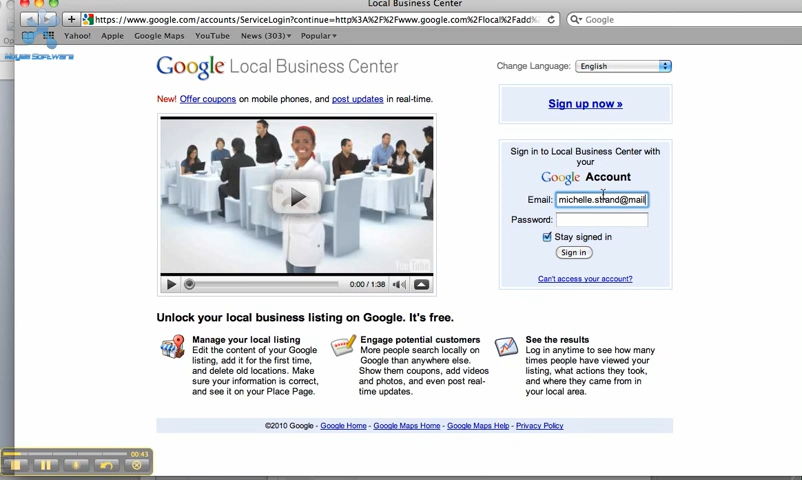 Local Business Center
https://www.google.com/accounts/ServiceLogin?continue=http%3A%2F%2Fwww.google.com%2Flocal%2Fadd%
Google
Yahoo! Apple Google Maps YouTube News (303) Popular
Google Local Business Center
Change Language: English
New! Offer coupons on mobile phones, and post updates in real-time.
Sign up now »
Sign in to Local Business Center with
your
Google Account
Email: michelle.strand@mail
Password:
Stay signed in
Sign in
Can't access your account?
YouTube
0:00 / 1:38
Unlock your local business listing on Google. It's free.
Manage your local listing
Edit the content of your Google
listing, add it for the first time,
and delete old locations. Make
sure your information is correct,
and see it on your Place Page.
Engage potential customers
More people search locally on
Google than anywhere else.
Show them coupons, add videos
and photos, and even post real-
time updates.
See the results
Log in anytime to see how many
times people have viewed your
listing, what actions they took,
and where they came from in
your local area.
©2010 Google - Google Home - Google Maps Home - Google Maps Help - Privacy Policy
00:43